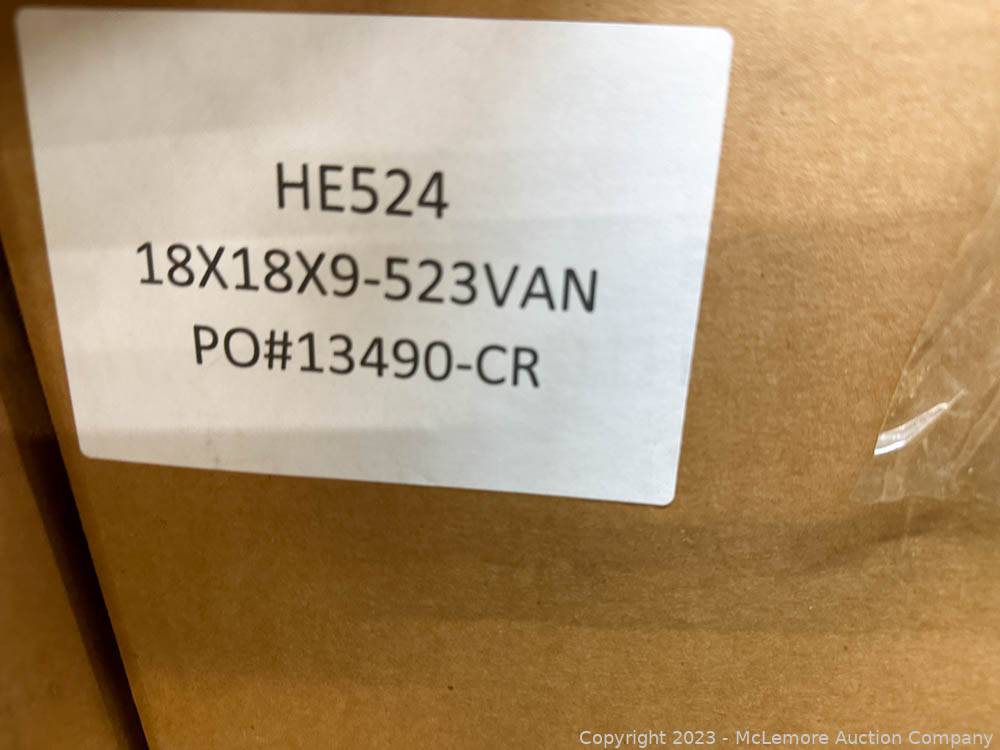 HE524
18X18X9-523VAN
PO#13490-CR
Copyright 2023 - McLemore Auction Company